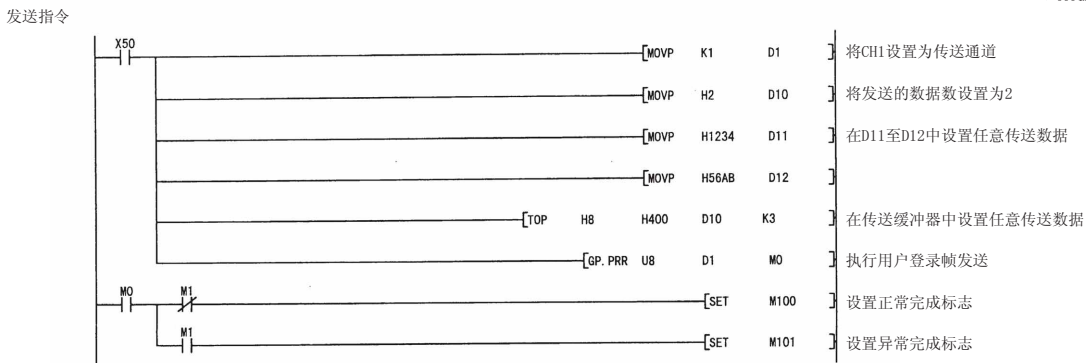 发送指令
X50
MOVP K1 D1 将CH1设置为传送通道
MOVP H2 D10 将发送的数据数设置为2
MOVP H1234 D11 在D11至D12中设置任意传送数据
MOVP H56AB D12
TOP H8 H400 D10 K3 在传送缓冲器中设置任意传送数据
GP.PRR U8 D1 M0 执行用户登录帧发送
M0 M1 SET M100 设置正常完成标志
M1 SET M101 设置异常完成标志